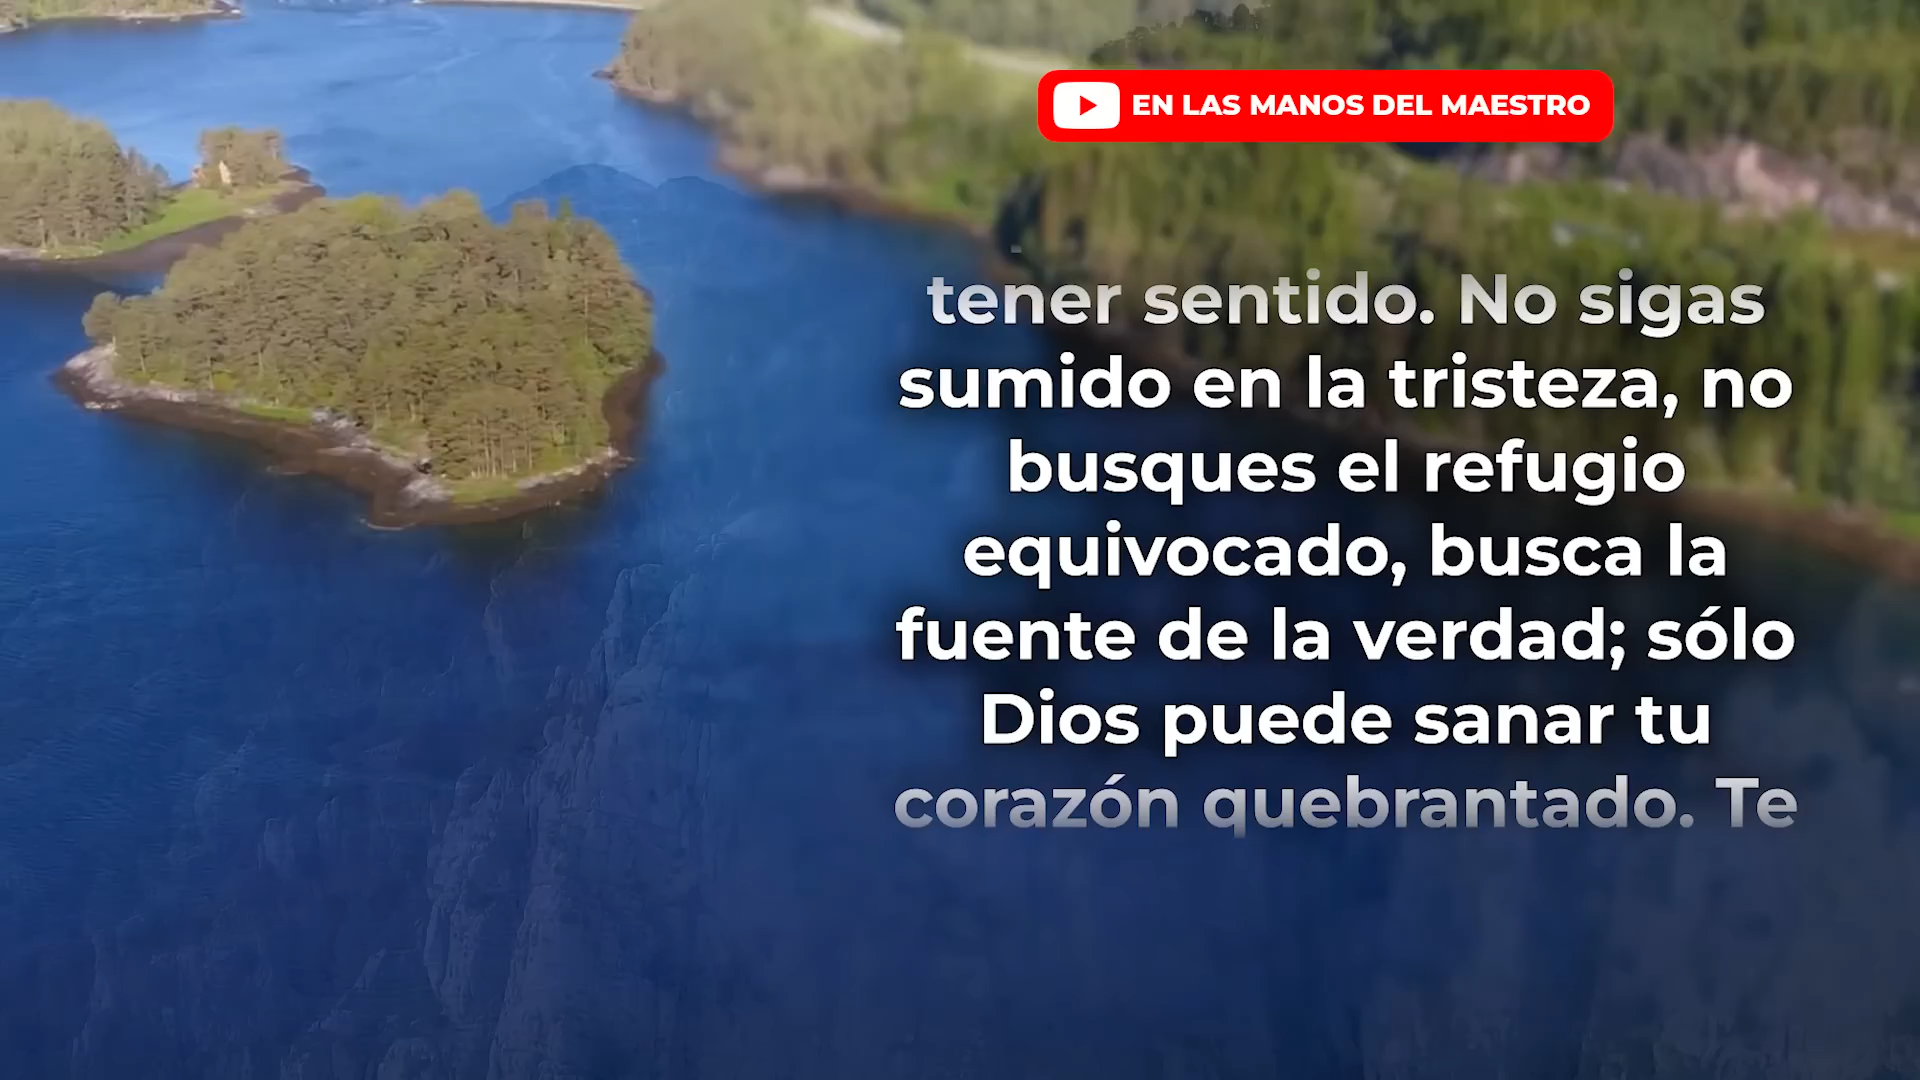 EN LAS MANOS DEL MAESTRO
tener sentido. No sigas
sumido en la tristeza, no
busques el refugio
equivocado, busca la
fuente de la verdad; sólo
Dios puede sanar tu
corazón quebrantado. Te